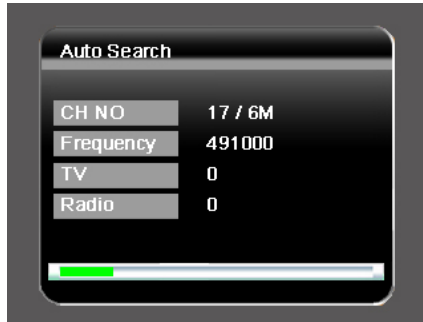 Auto Search
CH NO 17 / 6M
Frequency 491000
TV 0
Radio 0